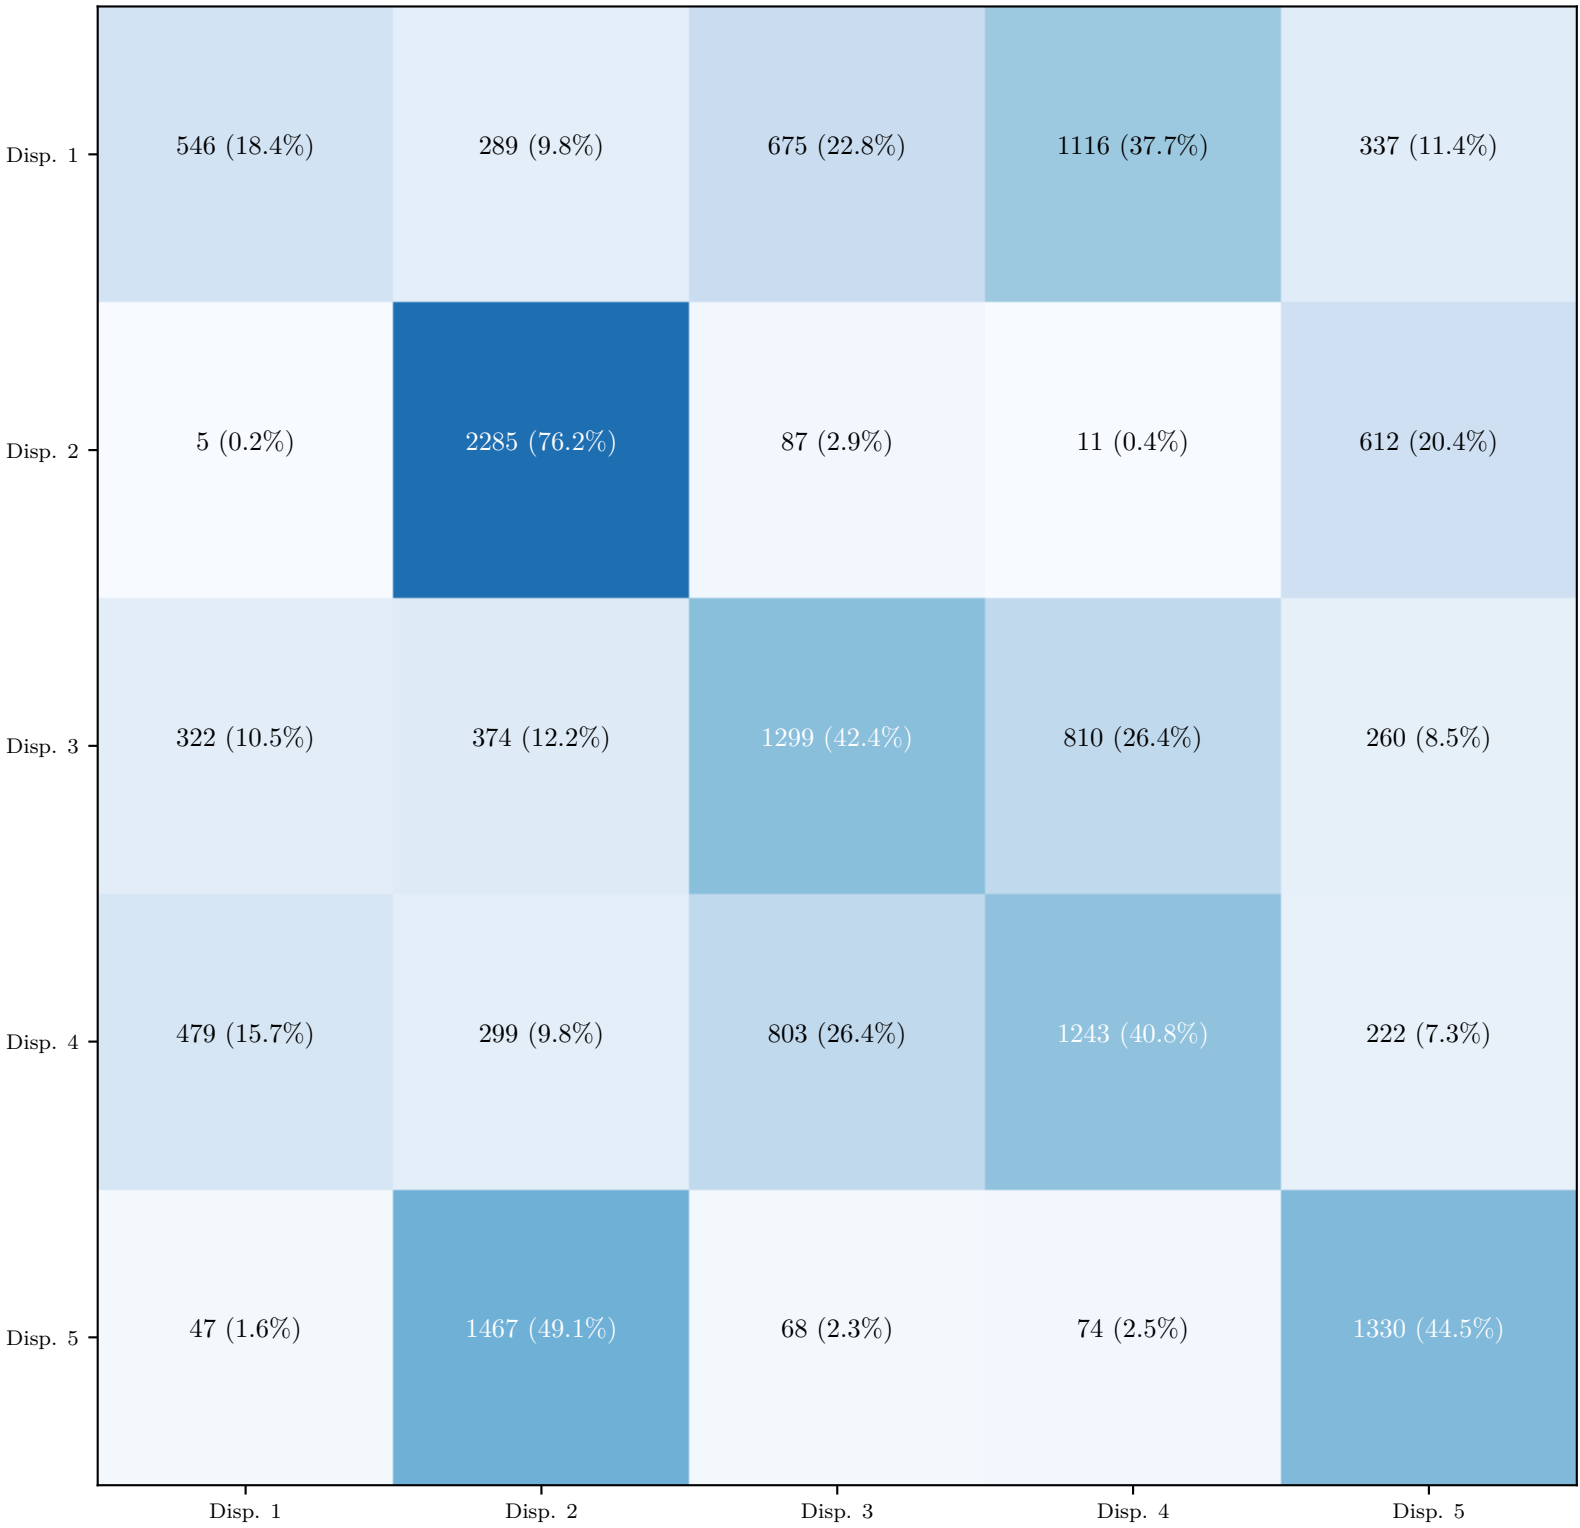 Disp. 1 546 (18.4%) 289 (9.8%) 675 (22.8%) 1116 (37.7%) 337 (11.4%)
Disp. 2 5 (0.2%) 2285 (76.2%) 87 (2.9%) 11 (0.4%) 612 (20.4%)
Disp. 3 322 (10.5%) 374 (12.2%) 1299 (42.4%) 810 (26.4%) 260 (8.5%)
Disp. 4 479 (15.7%) 299 (9.8%) 803 (26.4%) 1243 (40.8%) 222 (7.3%)
Disp. 5 47 (1.6%) 1467 (49.1%) 68 (2.3%) 74 (2.5%) 1330 (44.5%)
Disp. 1 Disp. 2 Disp. 3 Disp. 4 Disp. 5